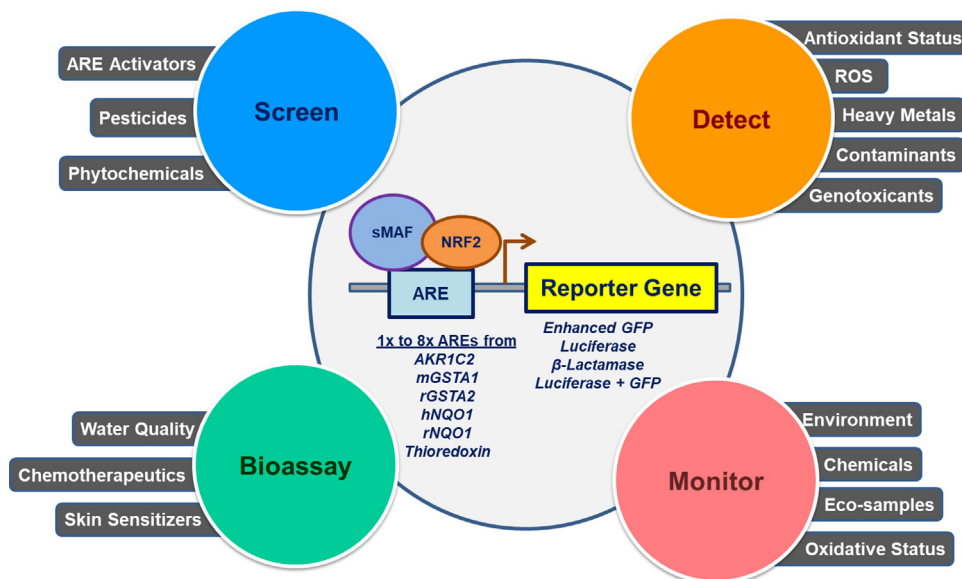 ARE Activators
Pesticides
Phytochemicals
Screen
Detect
Antioxidant Status
ROS
Heavy Metals
Contaminants
Genotoxicants
sMAF
NRF2
ARE
Reporter Gene
1x to 8x AREs from
AKR1C2
mGSTA1
rGSTA2
hNQO1
rNQO1
Thioredoxin
Enhanced GFP
Luciferase
β-Lactamase
Luciferase + GFP
Water Quality
Chemotherapeutics
Skin Sensitizers
Bioassay
Monitor
Environment
Chemicals
Eco-samples
Oxidative Status